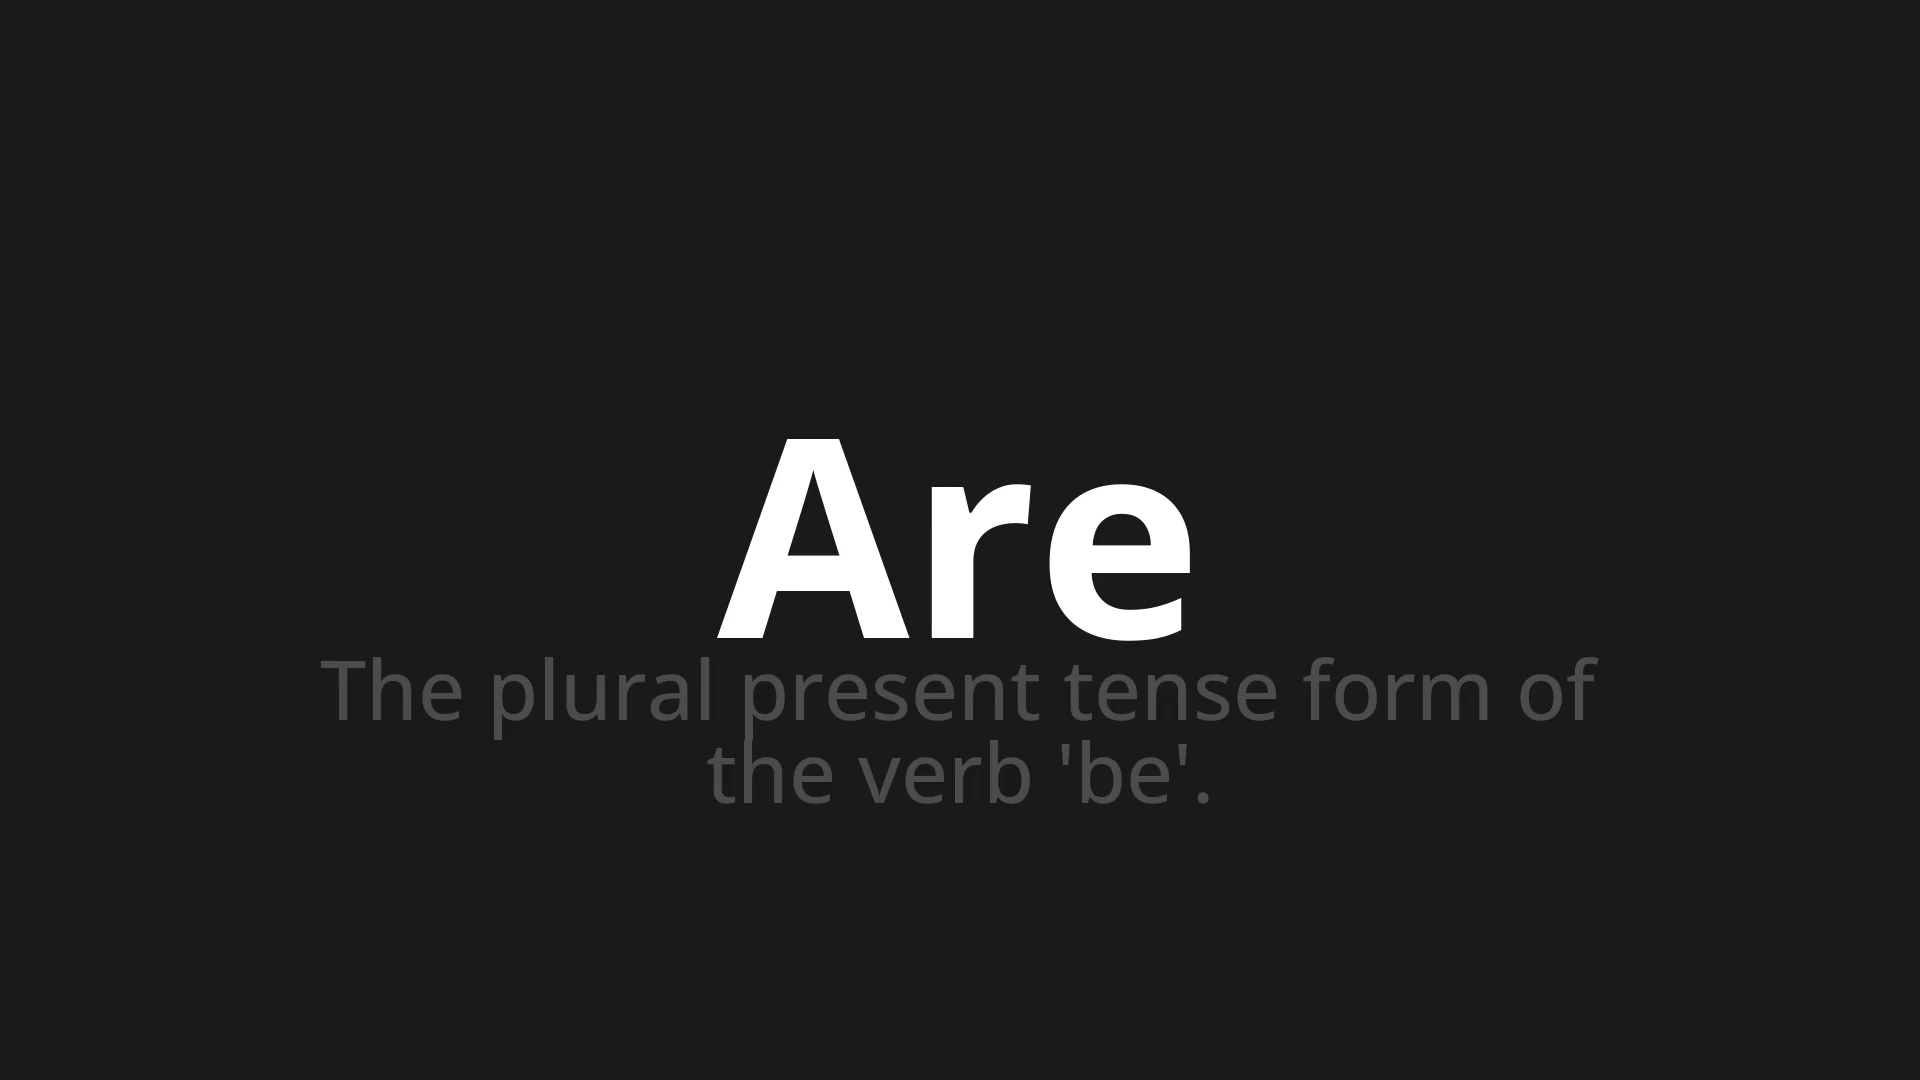 Are
The plural present tense form of
the verb 'be'.